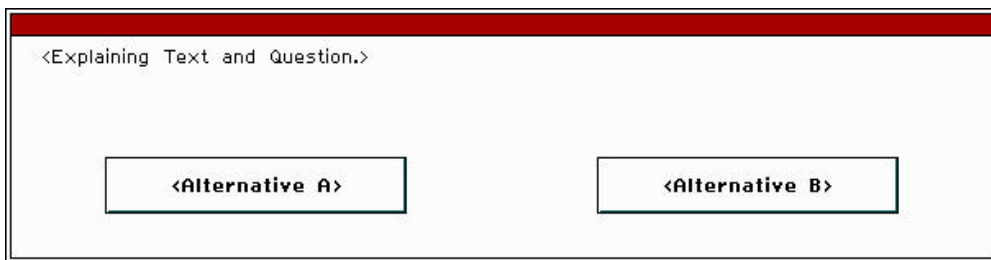 <Explaining Text and Question.>
<Alternative A> <Alternative B>